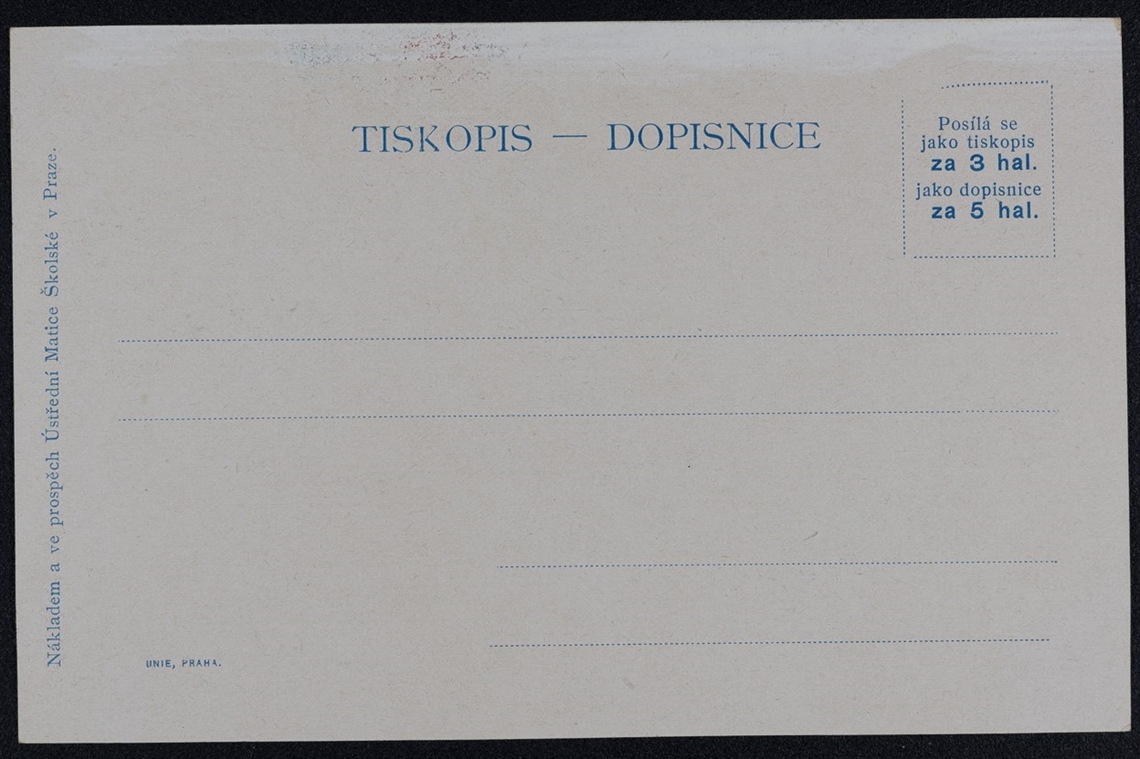 TISKOPIS — DOPISNICE
Posílá se
jako tiskopis
za 3 hal.
jako dopisnice
za 5 hal.
Nákladem a ve prospěch Ústřední Matice Školské v Praze.
UNIE, PRAHA.